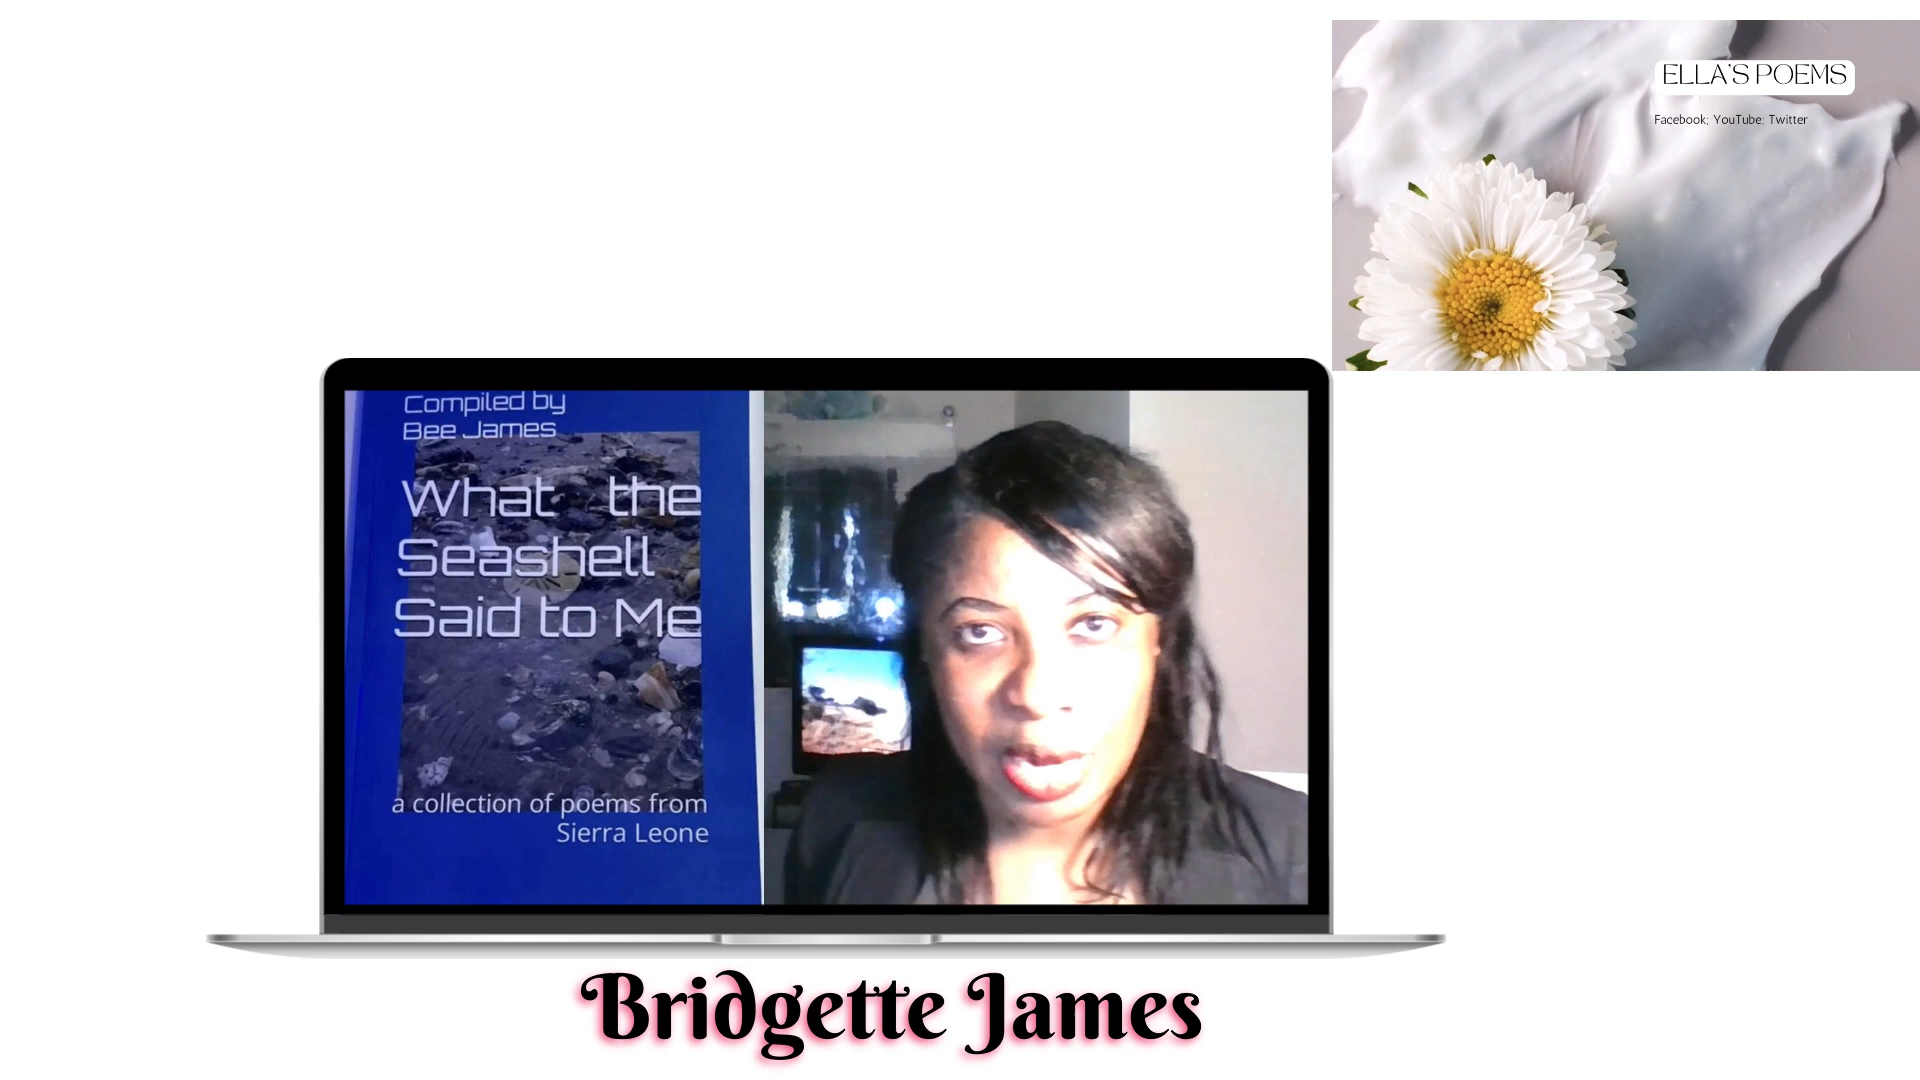 ELLA'S POEMS
Facebook; YouTube; Twitter
Compiled by
Bee James
What the
Seashell
Said to Me
a collection of poems from
Sierra Leone
Bridgette James